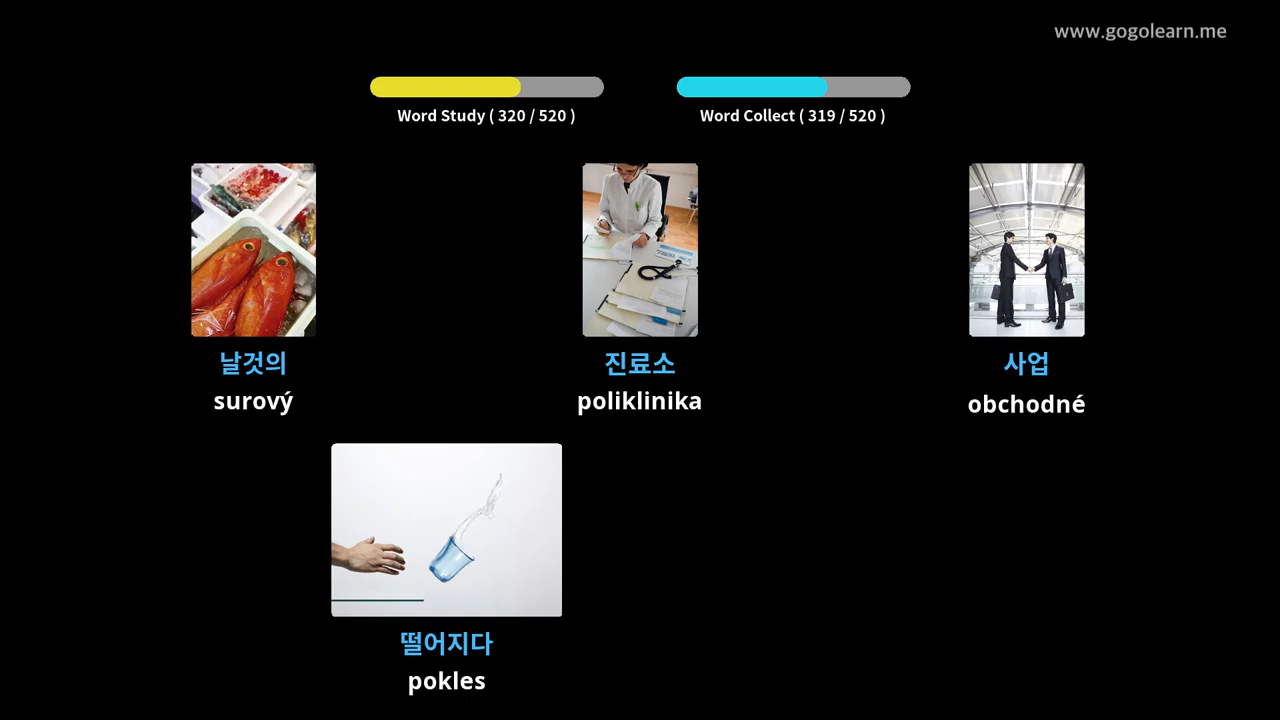 www.gogolearn.me
Word Study ( 320 / 520 )
Word Collect ( 319 / 520 )
날것의
surový
진료소
poliklinika
사업
obchodné
떨어지다
pokles